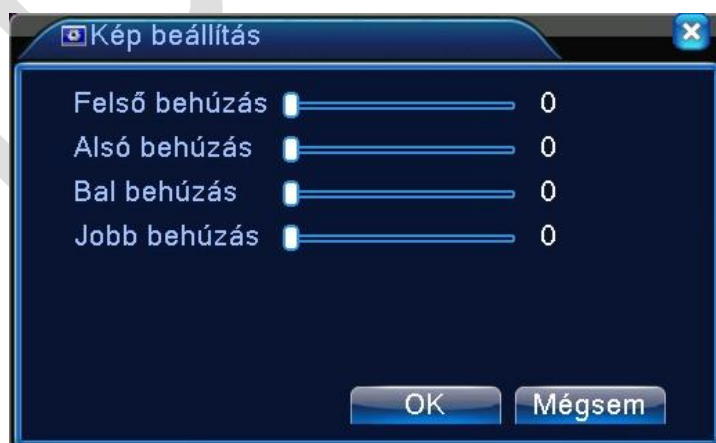 Kép beállítás
Felső behúzás 0
Alsó behúzás 0
Bal behúzás 0
Jobb behúzás 0
OK Mégsem